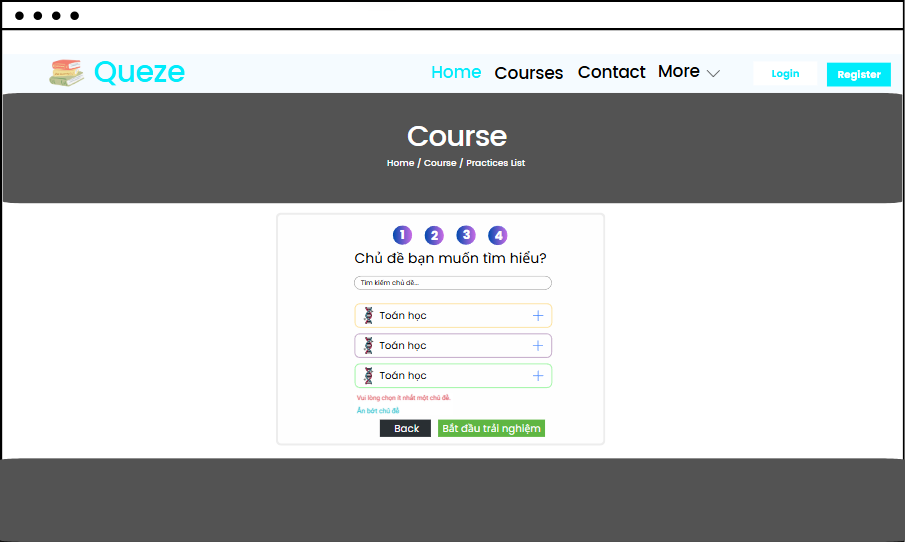 Queze
Home Courses Contact More Login Register
Course
Home / Course / Practices List
1 2 3 4
Chủ đề bạn muốn tìm hiểu?
Tìm kiếm chủ đề...
Toán học
Toán học
Toán học
Vui lòng chọn ít nhất một chủ đề.
Ẩn bớt chủ đề
Back Bắt đầu trải nghiệm